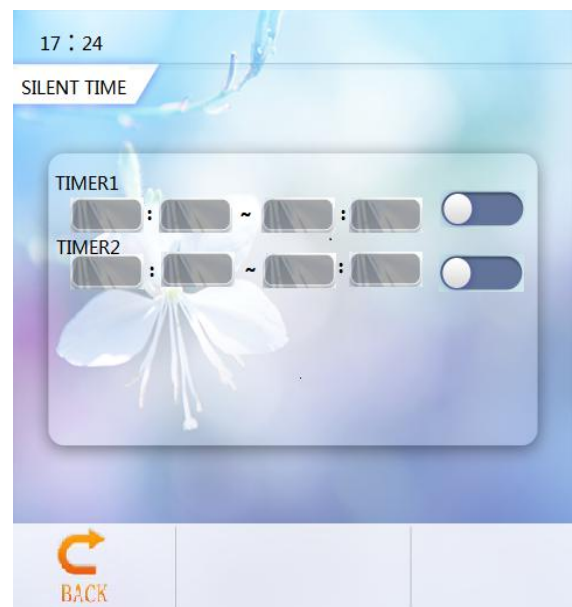 17 : 24
SILENT TIME
TIMER1
: ~ :
TIMER2
: ~ :
BACK